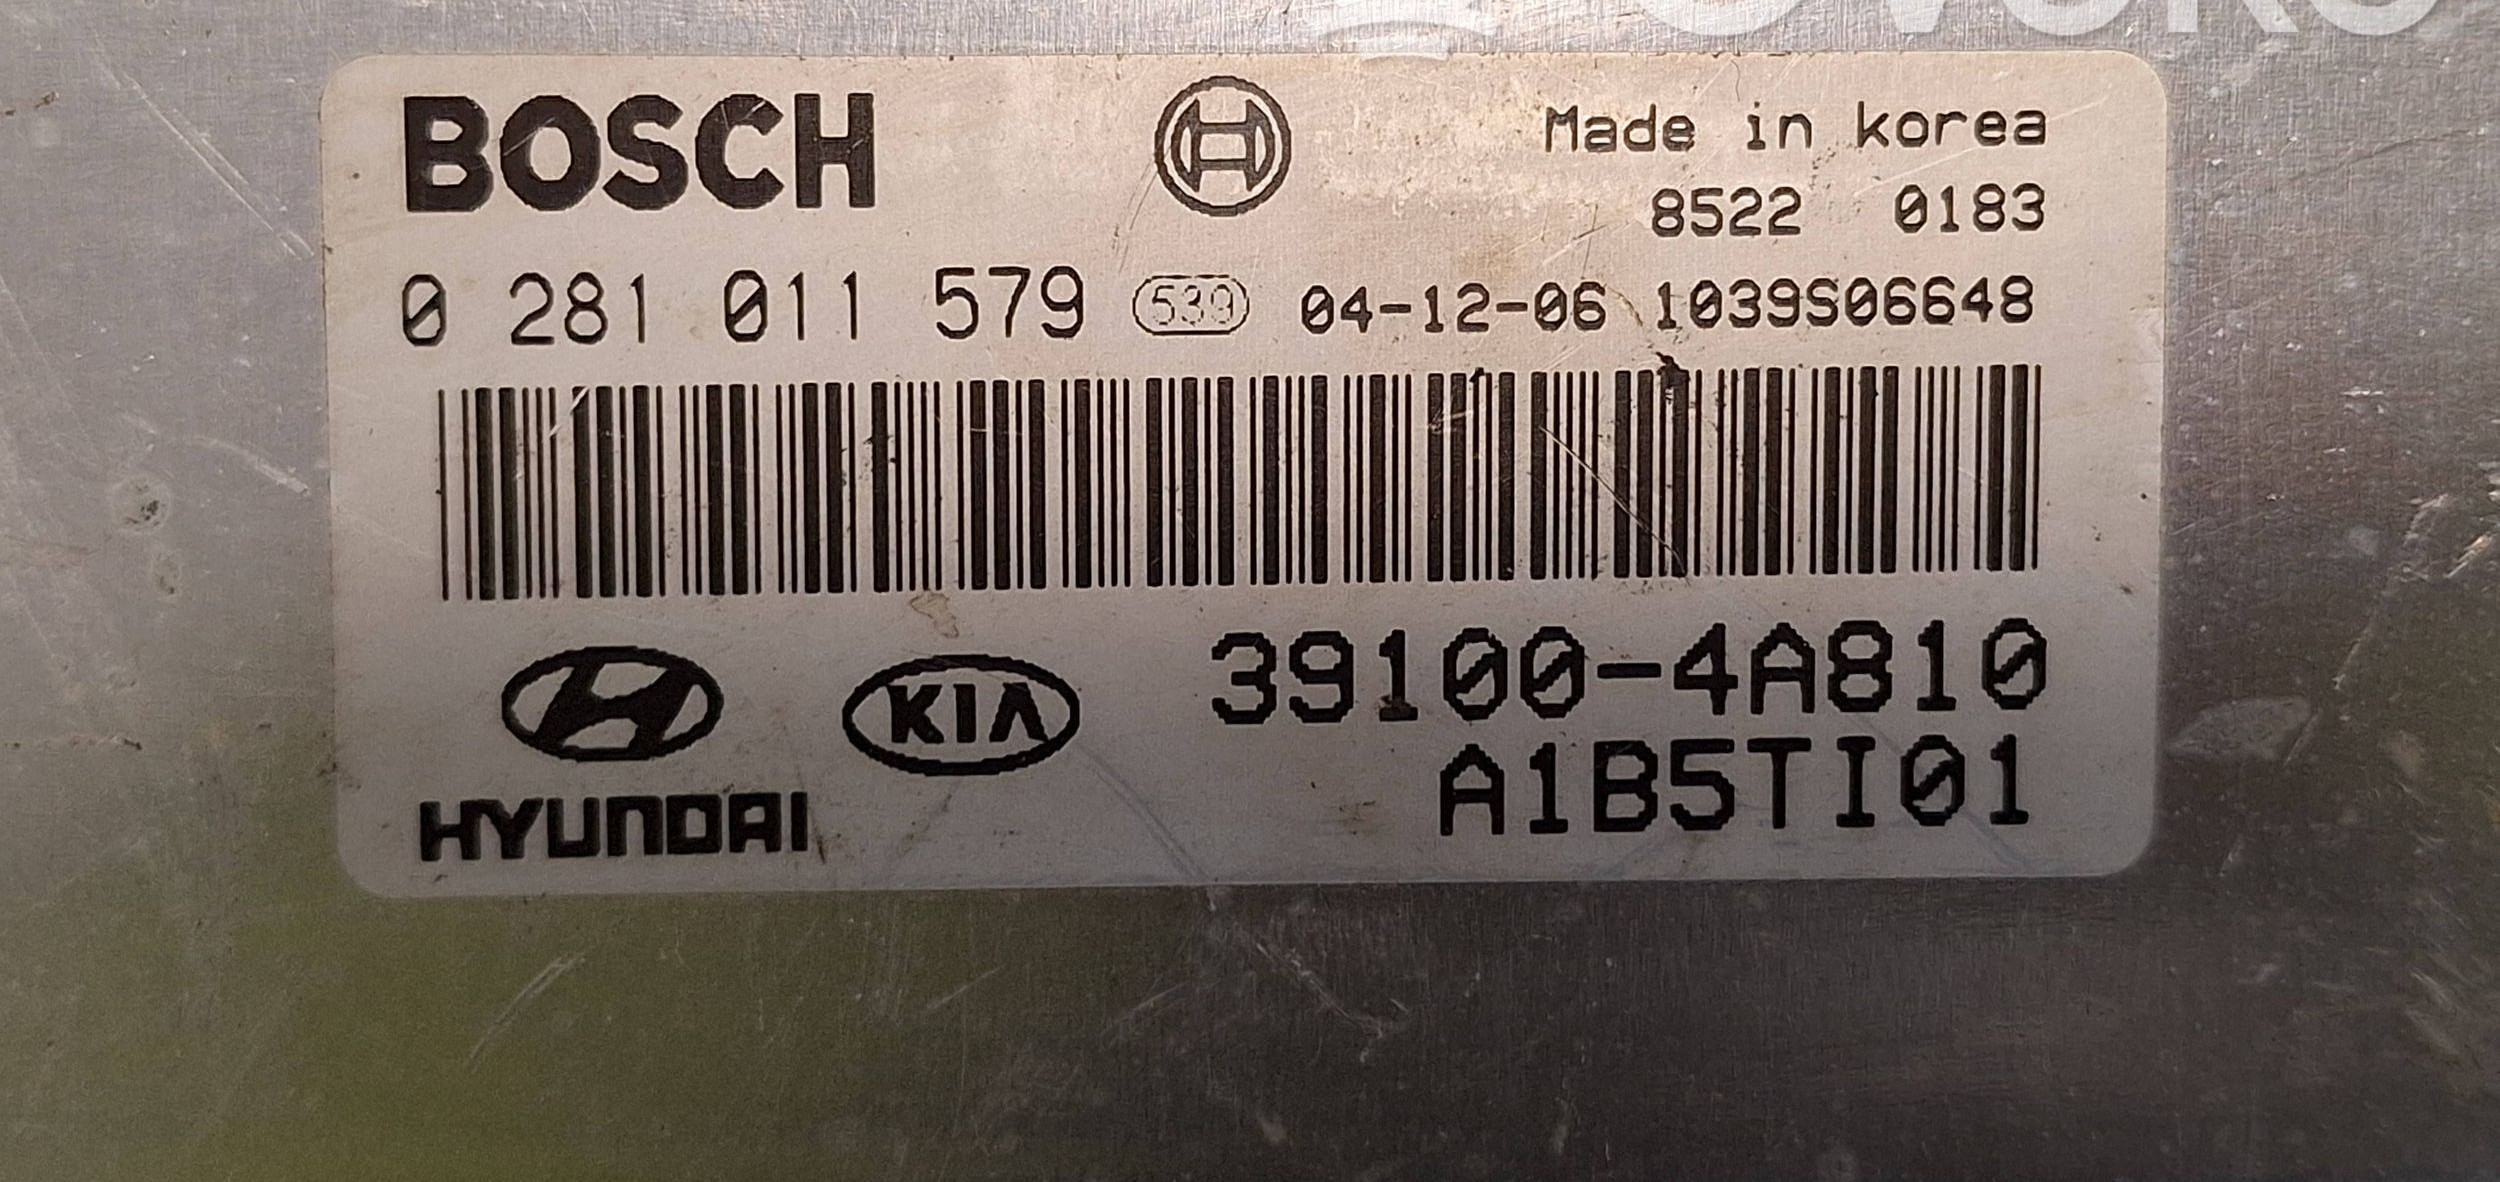 BOSCH
Made in korea
8522 0183
0 281 011 579 539 04-12-06 1039S06648
39100-4A810
KIA
A1B5TI01
HYUNDAI